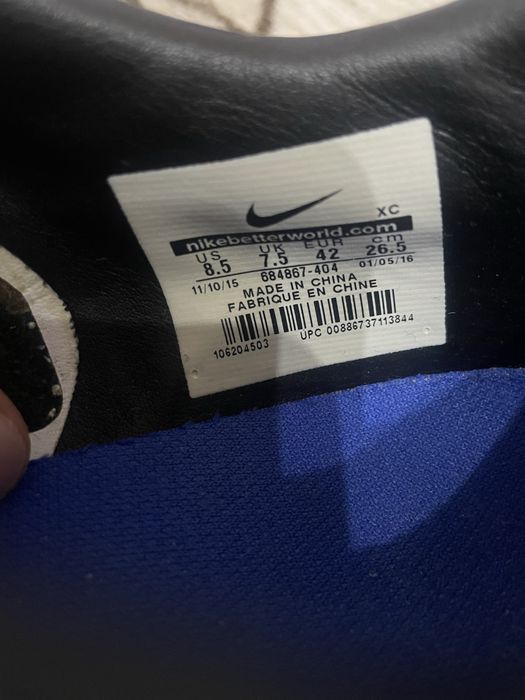 XC
nikebetterworld.com
US UK EUR cm
8.5 7.5 42 26.5
11/10/15 684867-404 01/05/16
MADE IN CHINA
FABRIQUE EN CHINE
106204503 UPC 00886737113844